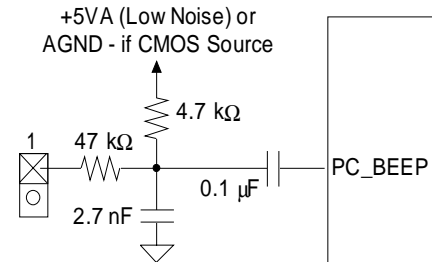 +5VA (Low Noise) or
AGND - if CMOS Source
4.7 kΩ
1
47 kΩ
PC_BEEP
0.1 μF
2.7 nF